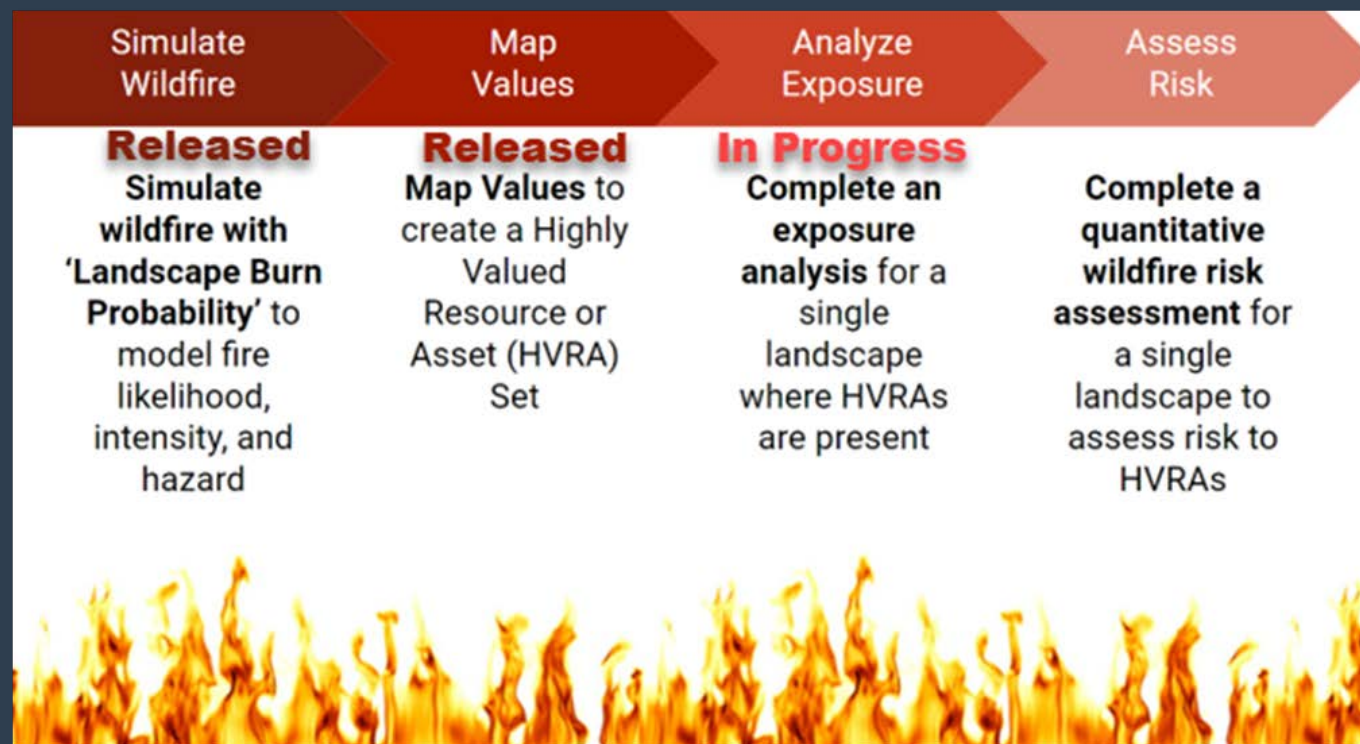 Simulate
Wildfire
Map
Values
Analyze
Exposure
Assess
Risk
Released
Simulate
wildfire with
‘Landscape Burn
Probability’ to
model fire
likelihood,
intensity, and
hazard
Released
Map Values to
create a Highly
Valued
Resource or
Asset (HVRA)
Set
In Progress
Complete an
exposure
analysis for a
single
landscape
where HVRAs
are present
Complete a
quantitative
wildfire risk
assessment for
a single
landscape to
assess risk to
HVRAs